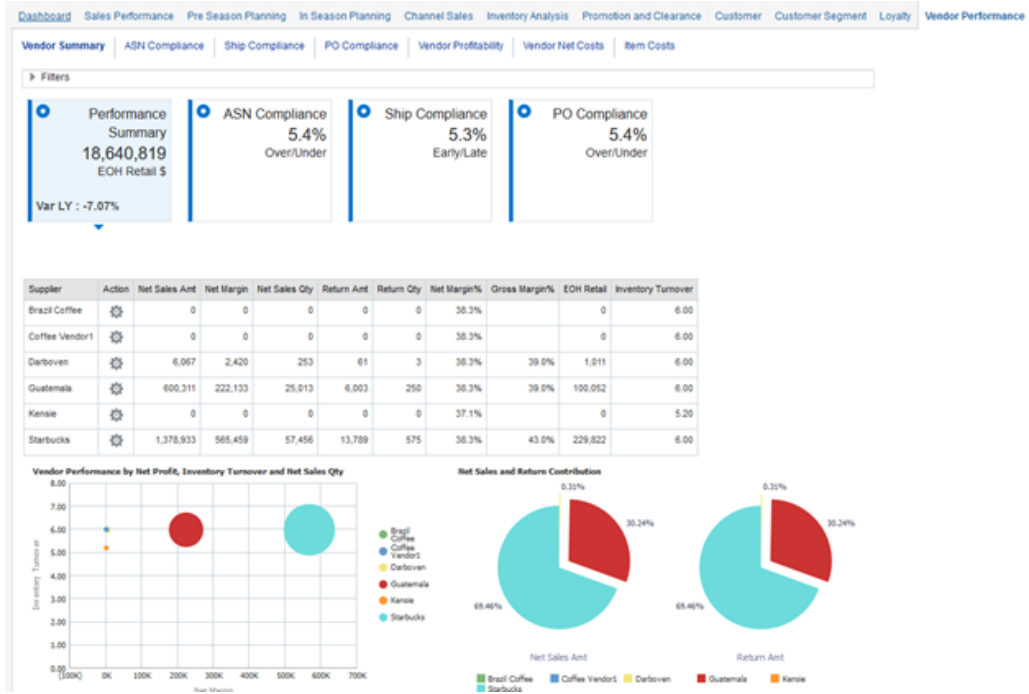 Dashboard Sales Performance Pre Season Planning In Season Planning Channel Sales Inventory Analysis Promotion and Clearance Customer Customer Segment Loyalty Vendor Performance
Vendor Summary ASN Compliance Ship Compliance PO Compliance Vendor Profitability Vendor Net Costs Item Costs
Filters
Performance
Summary
18,640,819
EOH Retail $
Var LY : -7.07%
ASN Compliance
5.4%
Over/Under
Ship Compliance
5.3%
Early/Late
PO Compliance
5.4%
Over/Under
Supplier Action Net Sales Amt Net Margin Net Sales Qty Return Amt Return Qty Net Margin% Gross Margin% EOH Retail Inventory Turnover
Brazil Coffee 0 0 0 0 0 38.3% 0 6.00
Coffee Vendor1 0 0 0 0 0 38.3% 0 6.00
Darboven 6,067 2,420 253 61 3 38.3% 39.0% 1,011 6.00
Guatemala 600,311 222,133 25,013 6,003 250 38.3% 39.0% 100,052 6.00
Kensie 0 0 0 0 0 37.1% 0 5.20
Starbucks 1,378,933 565,459 57,456 13,789 575 38.3% 43.0% 229,822 6.00
Vendor Performance by Net Profit, Inventory Turnover and Net Sales Qty
8.00
7.00
6.00
5.00
4.00
3.00
2.00
1.00
0.00
Inventory Turnover
(100K) 0K 100K 200K 300K 400K 500K 600K 700K
Net Margin
Brazil
Coffee
Coffee
Vendor1
Darboven
Guatemala
Kensie
Starbucks
Net Sales and Return Contribution
0.31%
30.24%
69.46%
Net Sales Amt
0.31%
30.24%
69.46%
Return Amt
Brazil Coffee Coffee Vendor1 Darboven Guatemala Kensie
Starbucks